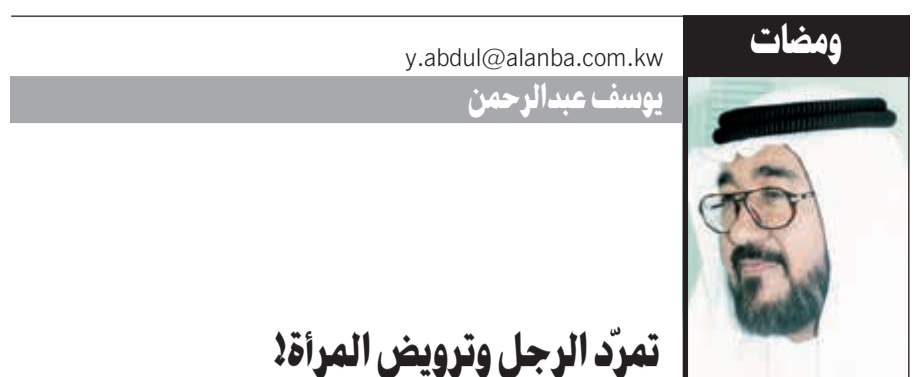 ومضات
y.abdul@alanba.com.kw
يوسف عبدالرحمن
تمرّد الرجل وترويض المرأة!